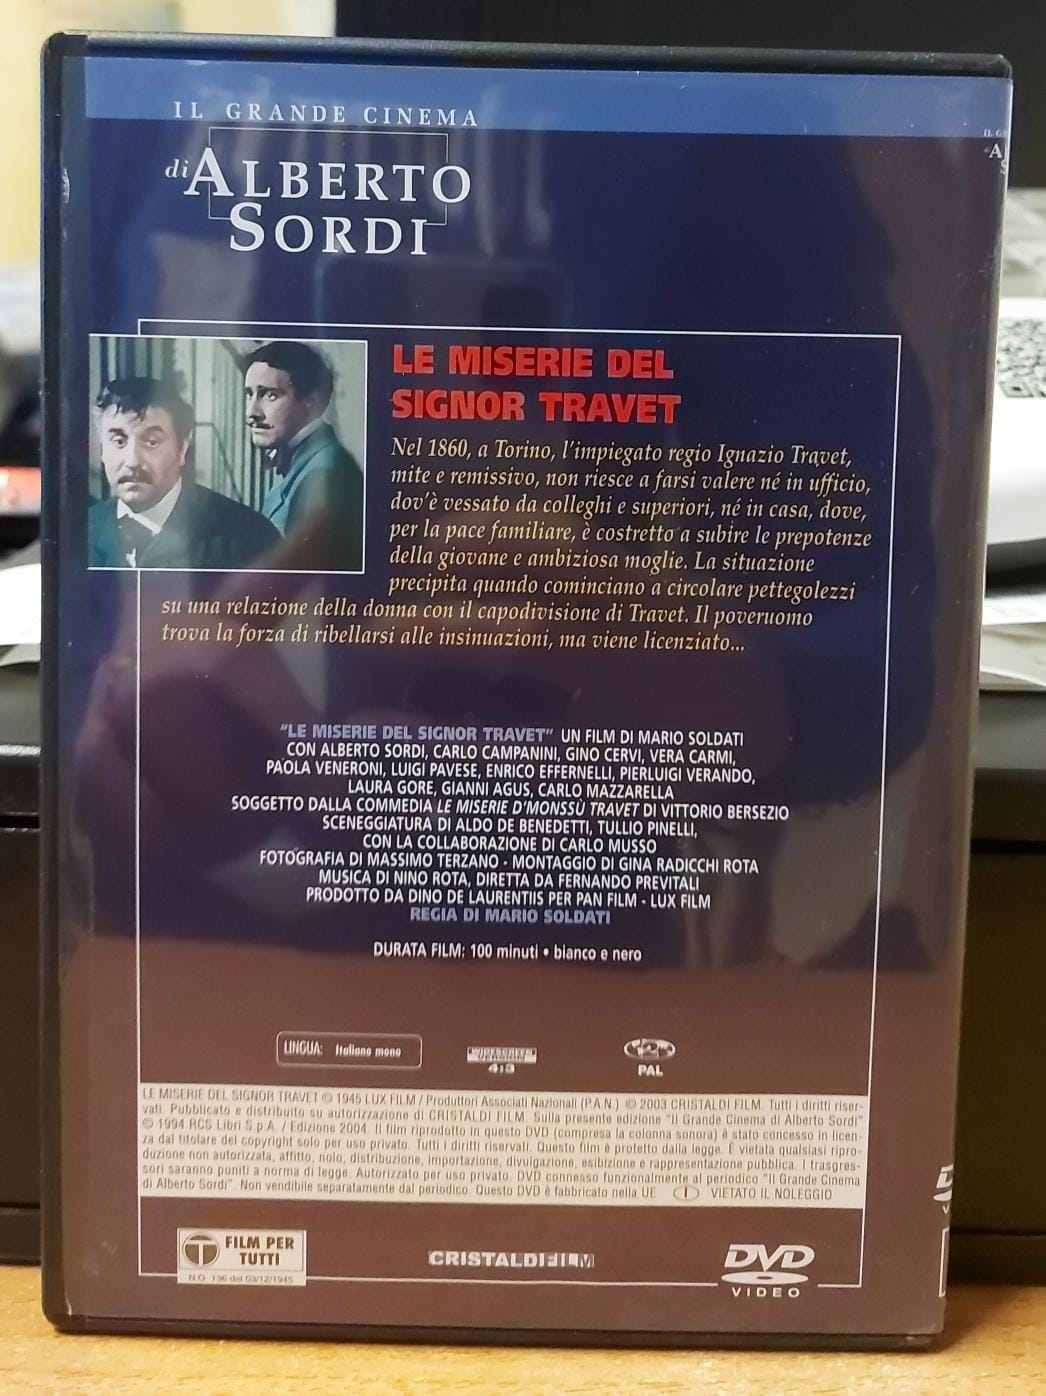 IL GRANDE CINEMA
di ALBERTO
SORDI
LE MISERIE DEL
SIGNOR TRAVET
Nel 1860, a Torino, l'impiegato regio Ignazio Travet,
mite e remissivo, non riesce a farsi valere né in ufficio,
dov'è vessato da colleghi e superiori, né in casa, dove,
per la pace familiare, è costretto a subire le prepotenze
della giovane e ambiziosa moglie. La situazione
precipita quando cominciano a circolare pettegolezzi
su una relazione della donna con il capodivisione di Travet. Il poveruomo
trova la forza di ribellarsi alle insinuazioni, ma viene licenziato...
"LE MISERIE DEL SIGNOR TRAVET" UN FILM DI MARIO SOLDATI
CON ALBERTO SORDI, CARLO CAMPANINI, GINO CERVI, VERA CARMI,
PAOLA VENERONI, LUIGI PAVESE, ENRICO EFFERNELLI, PIERLUIGI VERANDO,
LAURA GORE, GIANNI AGUS, CARLO MAZZARELLA
SOGGETTO DALLA COMMEDIA LE MISERIE D'MONSSÙ TRAVET DI VITTORIO BERSEZIO
SCENEGGIATURA DI ALDO DE BENEDETTI, TULLIO PINELLI,
CON LA COLLABORAZIONE DI CARLO MUSSO
FOTOGRAFIA DI MASSIMO TERZANO - MONTAGGIO DI GINA RADICCHI ROTA
MUSICA DI NINO ROTA, DIRETTA DA FERNANDO PREVITALI
PRODOTTO DA DINO DE LAURENTIIS PER PAN FILM - LUX FILM
REGIA DI MARIO SOLDATI
DURATA FILM: 100 minuti • bianco e nero
LINGUA: Italiano mono
4:3
2
PAL
LE MISERIE DEL SIGNOR TRAVET © 1945 LUX FILM / Produttori Associati Nazionali (P.A.N.) © 2003 CRISTALDI FILM. Tutti i diritti riser-
vati. Pubblicato e distribuito su autorizzazione di CRISTALDI FILM. Sulla presente edizione "Il Grande Cinema di Alberto Sordi"
© 1994 RCS Libri S.p.A. / Edizione 2004. Il film riprodotto in questo DVD (compresa la colonna sonora) è stato concesso in licen-
za dal titolare del copyright solo per uso privato. Tutti i diritti riservati. Questo film è protetto dalla legge. È vietata qualsiasi ripro-
duzione non autorizzata, affitto, nolo, distribuzione, importazione, divulgazione, esibizione e rappresentazione pubblica. I trasgres-
sori saranno puniti a norma di legge. Autorizzato per uso privato. DVD connesso funzionalmente al periodico "Il Grande Cinema
di Alberto Sordi". Non vendibile separatamente dal periodico. Questo DVD è fabbricato nella UE I VIETATO IL NOLEGGIO
T FILM PER
TUTTI
N.O. 136 del 03/12/1945
CRISTALDIFILM
DVD
VIDEO